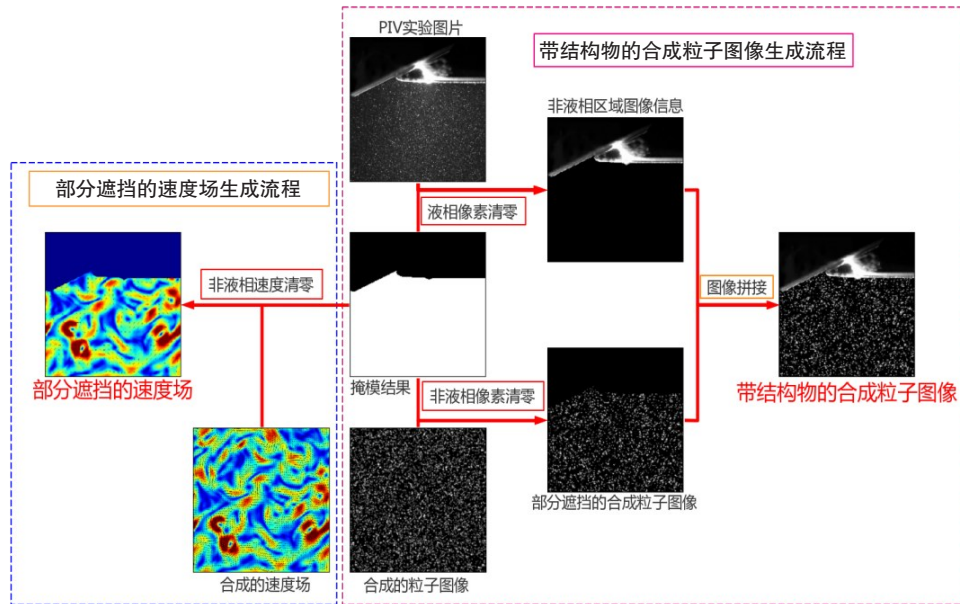 PIV实验图片
带结构物的合成粒子图像生成流程
非液相区域图像信息
部分遮挡的速度场生成流程
液相像素清零
非液相速度清零
图像拼接
部分遮挡的速度场
掩模结果
非液相像素清零
带结构物的合成粒子图像
部分遮挡的合成粒子图像
合成的速度场
合成的粒子图像